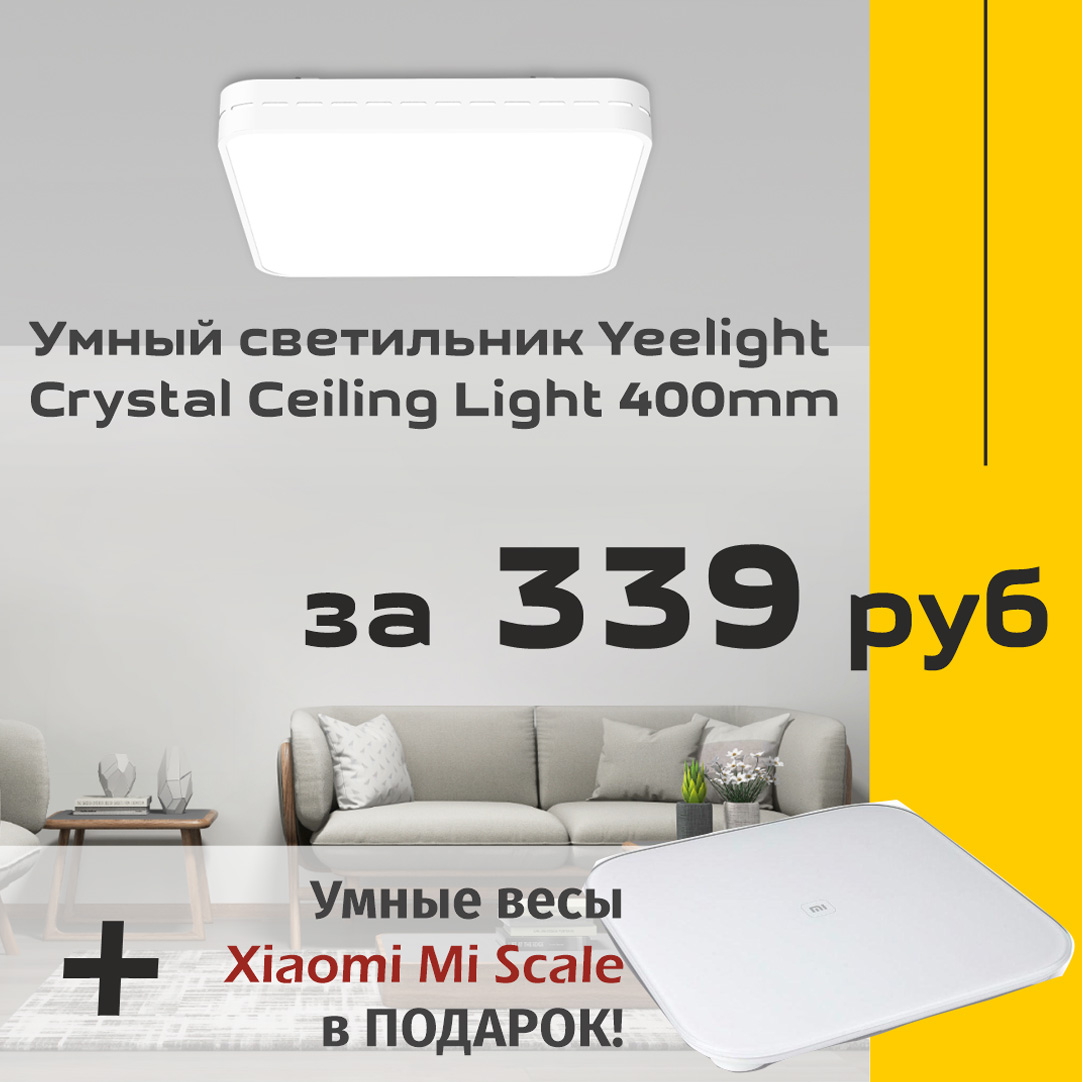 Умный светильник Yeelight
Crystal Ceiling Light 400mm
за 339 руб
+
Умные весы
Xiaomi Mi Scale
в ПОДАРОК!
mi